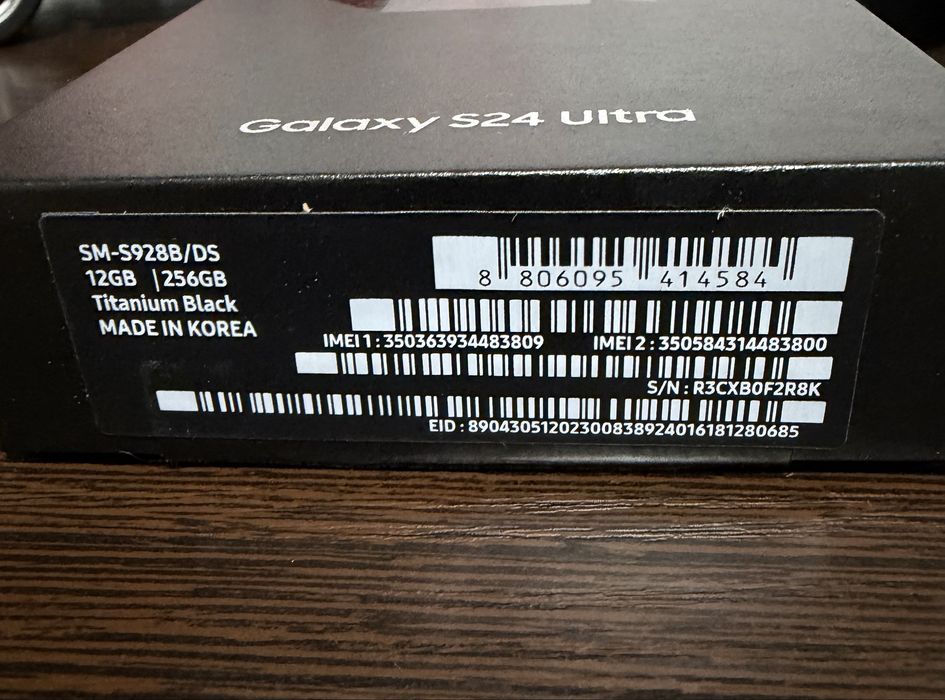 Galaxy S24 Ultra
SM-S928B/DS
12GB | 256GB
Titanium Black
MADE IN KOREA
8 806095 414584
IMEI 1 : 350363934483809 IMEI 2 : 350584314483800
S/N : R3CXB0F2R8K
EID : 89043051202300838924016181280685